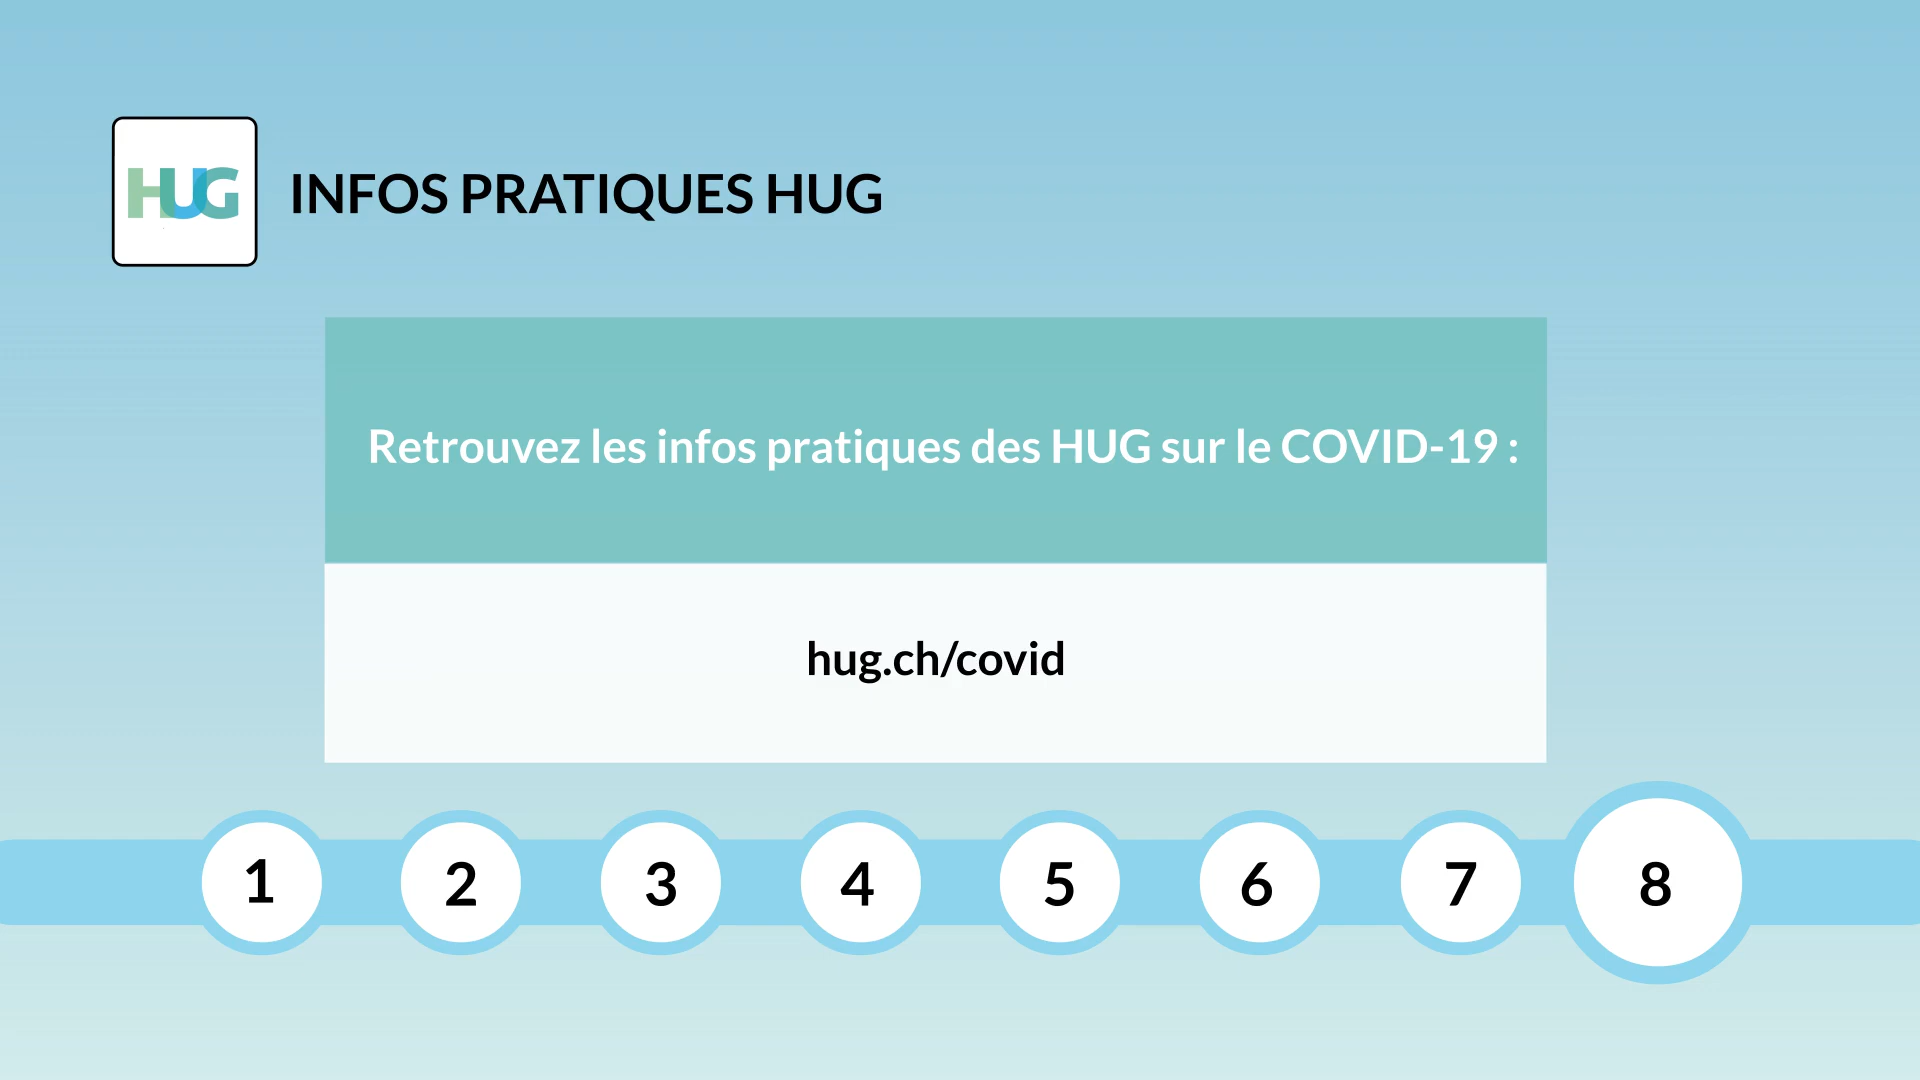 HUG
INFOS PRATIQUES HUG
Retrouvez les infos pratiques des HUG sur le COVID-19 :
hug.ch/covid
1 2 3 4 5 6 7 8